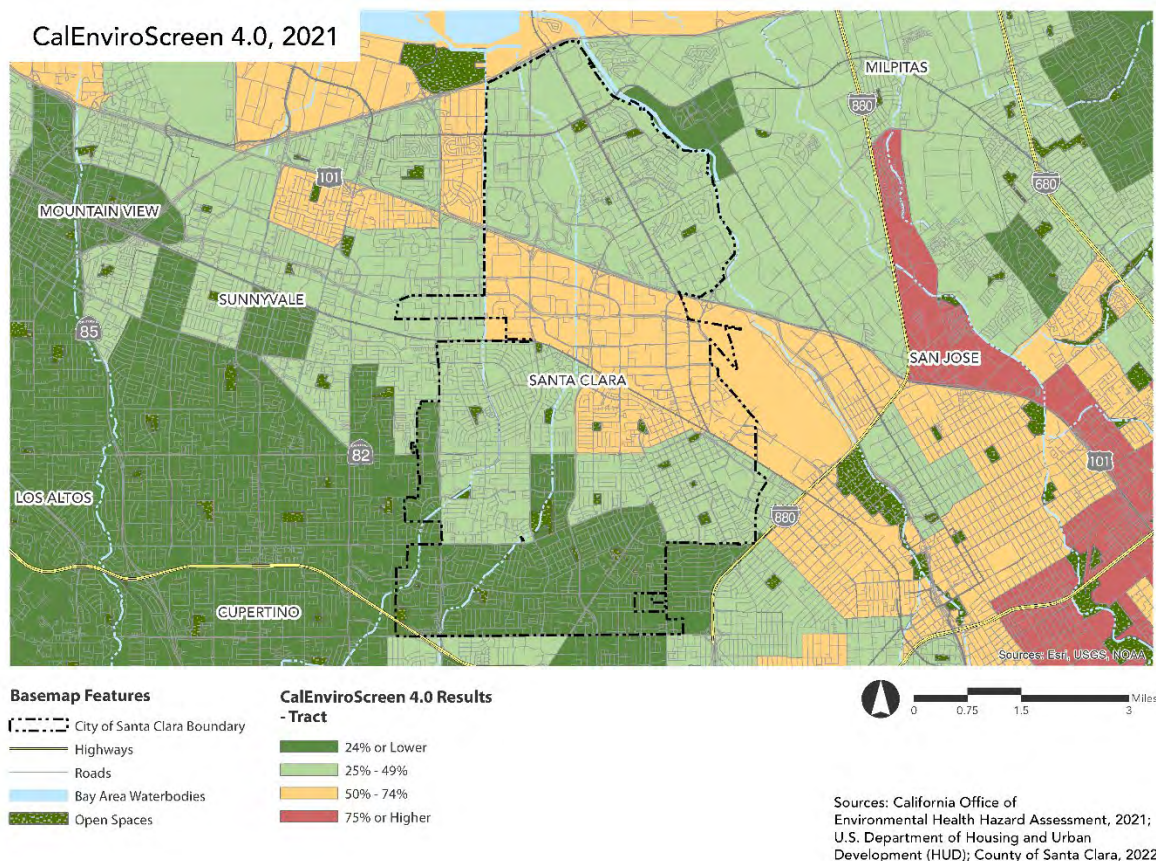 CalEnviroScreen 4.0, 2021
MILPITAS
880
680
101
MOUNTAIN VIEW
SUNNYVALE
85
SAN JOSE
SANTA CLARA
82
101
LOS ALTOS
880
CUPERTINO
Sources: Esri, USGS, NOAA
Basemap Features
City of Santa Clara Boundary
Highways
Roads
Bay Area Waterbodies
Open Spaces
CalEnviroScreen 4.0 Results
- Tract
24% or Lower
25% - 49%
50% - 74%
75% or Higher
Miles
0 0.75 1.5 3
Sources: California Office of
Environmental Health Hazard Assessment, 2021;
U.S. Department of Housing and Urban
Development (HUD); County of Santa Clara, 2022